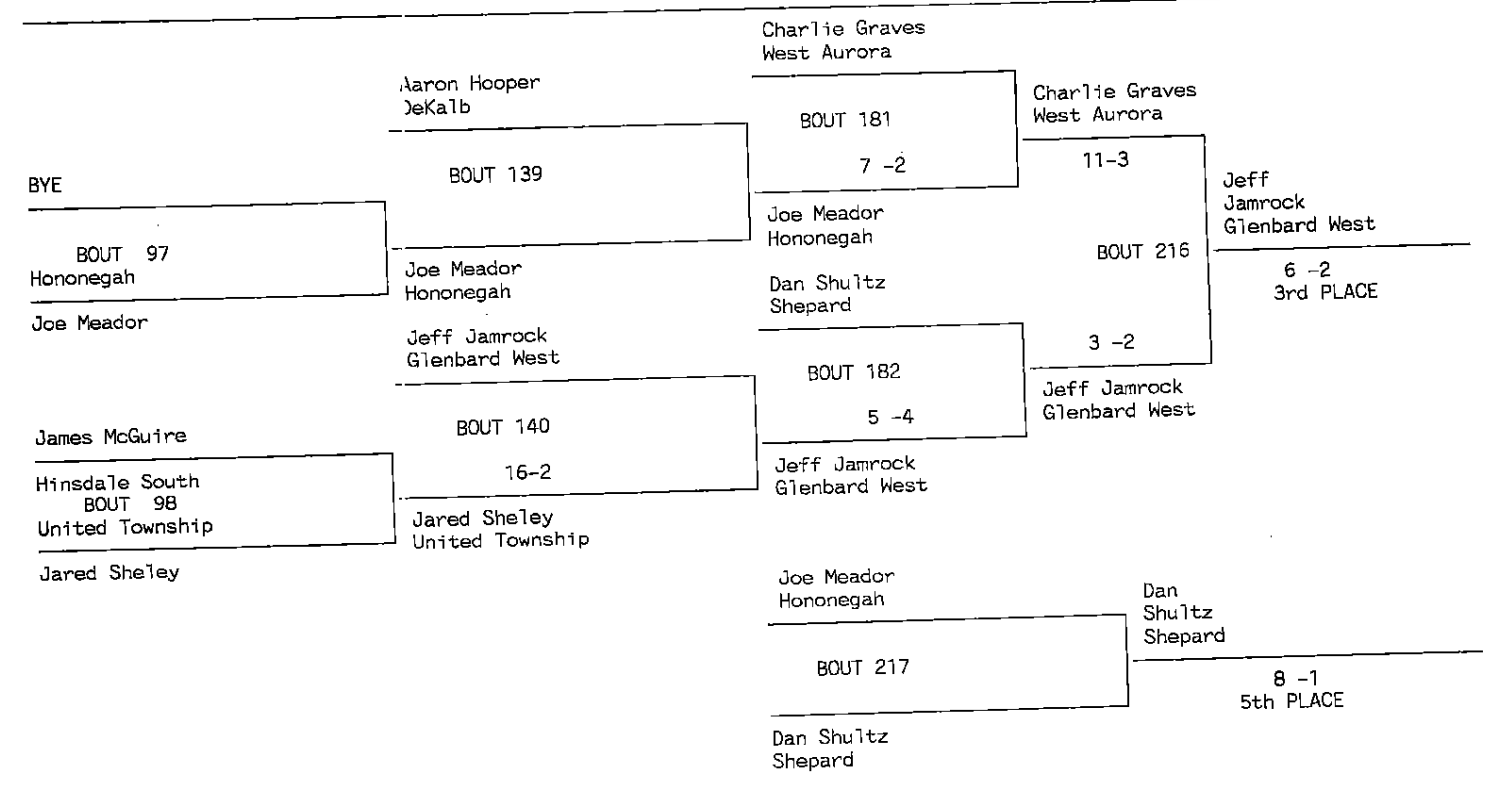 BYE
BOUT 97
Hononegah
Joe Meador
James McGuire
Hinsdale South
BOUT 98
United Township
Jared Sheley
Aaron Hooper
DeKalb
BOUT 139
Joe Meador
Hononegah
Jeff Jamrock
Glenbard West
BOUT 140
16-2
Jared Sheley
United Township
Charlie Graves
West Aurora
BOUT 181
7 -2
Joe Meador
Hononegah
Dan Shultz
Shepard
BOUT 182
5 -4
Jeff Jamrock
Glenbard West
Charlie Graves
West Aurora
11-3
BOUT 216
3 -2
Jeff Jamrock
Glenbard West
Jeff
Jamrock
Glenbard West
6 -2
3rd PLACE
Joe Meador
Hononegah
BOUT 217
Dan Shultz
Shepard
Dan
Shultz
Shepard
8 -1
5th PLACE